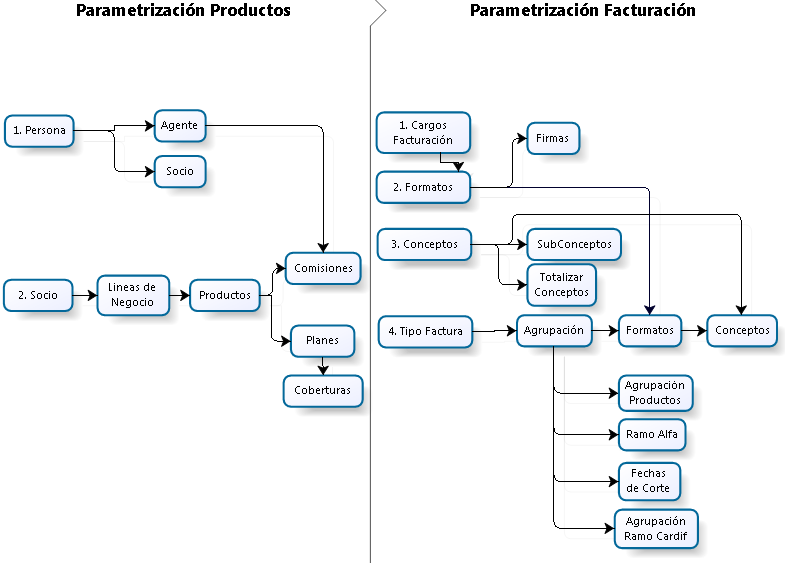 Parametrización Productos
1. Persona
Agente
Socio
2. Socio
Lineas de
Negocio
Productos
Comisiones
Planes
Coberturas
Parametrización Facturación
1. Cargos
Facturación
Firmas
2. Formatos
3. Conceptos
SubConceptos
Totalizar
Conceptos
4. Tipo Factura
Agrupación
Formatos
Conceptos
Agrupación
Productos
Ramo Alfa
Fechas
de Corte
Agrupación
Ramo Cardif